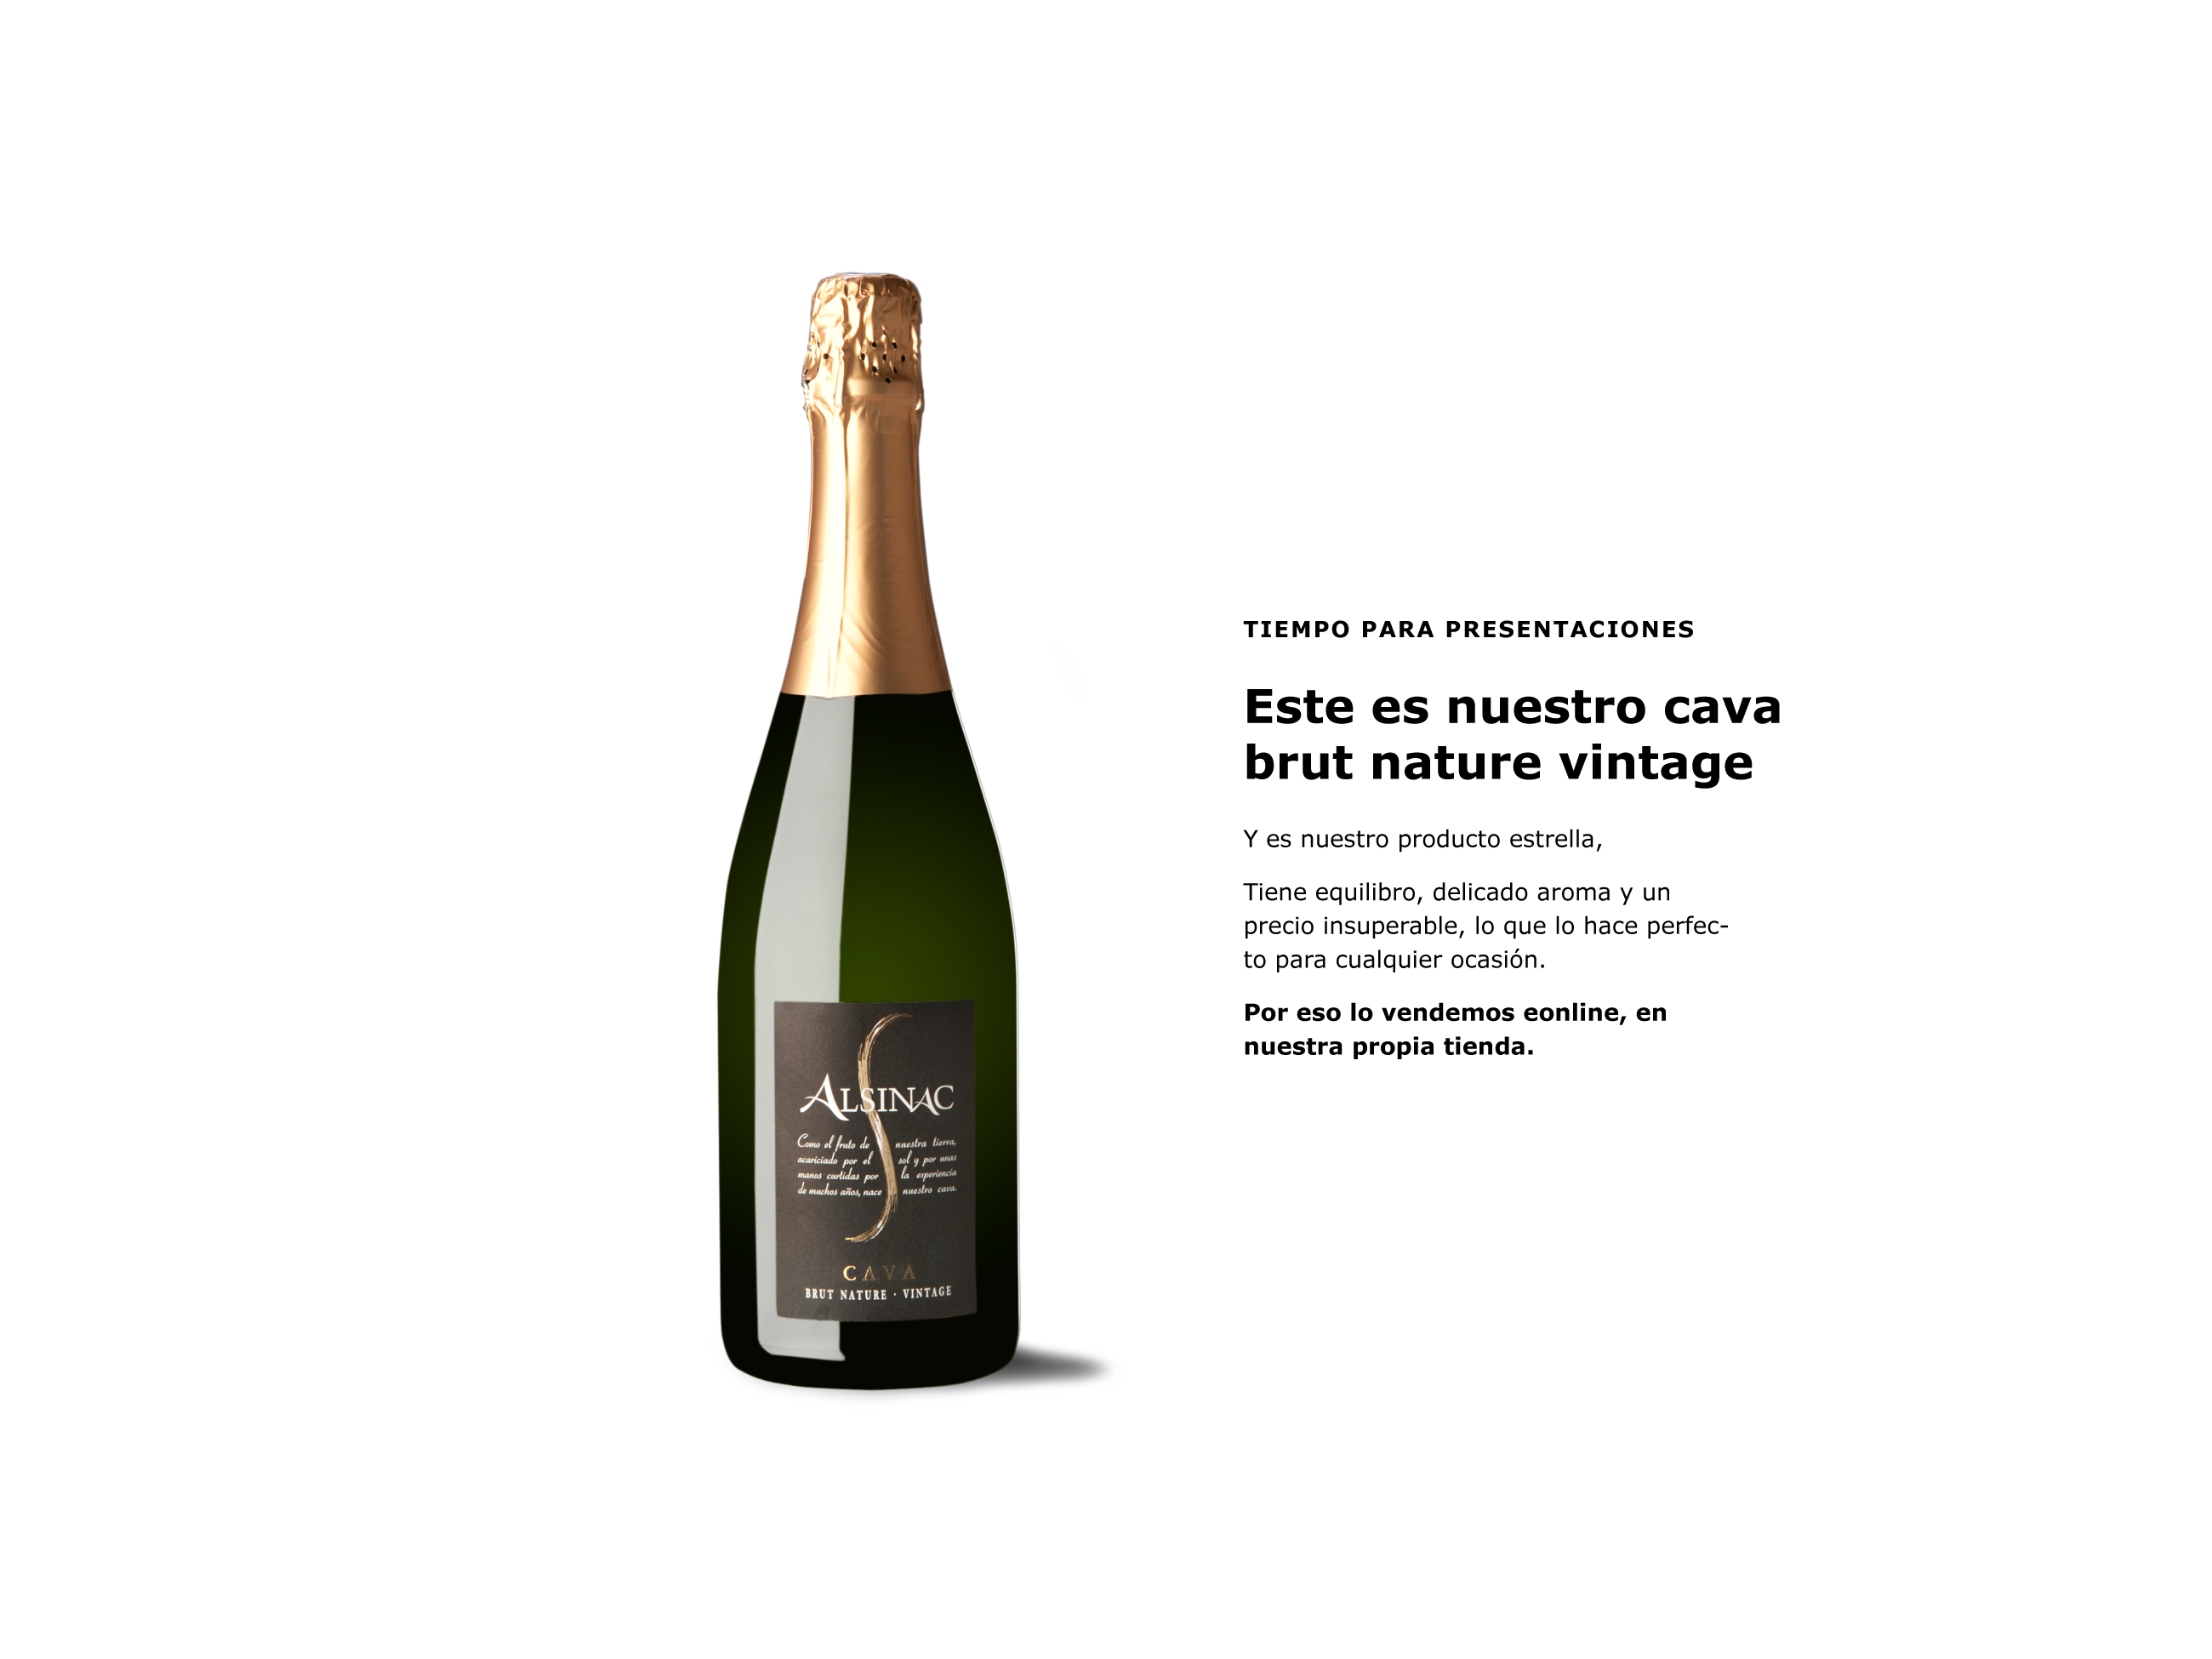 TIEMPO PARA PRESENTACIONES
Este es nuestro cava
brut nature vintage
Y es nuestro producto estrella,
Tiene equilibro, delicado aroma y un
precio insuperable, lo que lo hace perfec-
to para cualquier ocasión.
Por eso lo vendemos eonline, en
nuestra propia tienda.
ALSINAC
Como el fruto de nuestra tierra,
acariciado por el sol y por unas
manos curtidas por la experiencia
de muchos años, nace nuestro cava.
CAVA
BRUT NATURE · VINTAGE